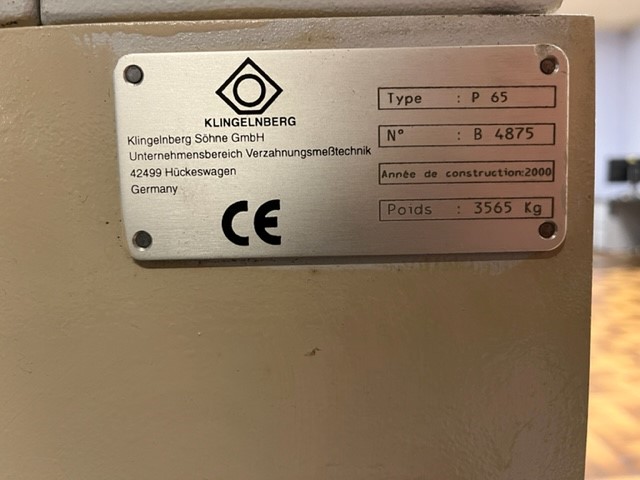 KLINGELNBERG
Klingelnberg Söhne GmbH
Unternehmensbereich Verzahnungsmeßtechnik
42499 Hückeswagen
Germany
CE
Type : P 65
N° : B 4875
Année de construction:2000
Poids : 3565 Kg